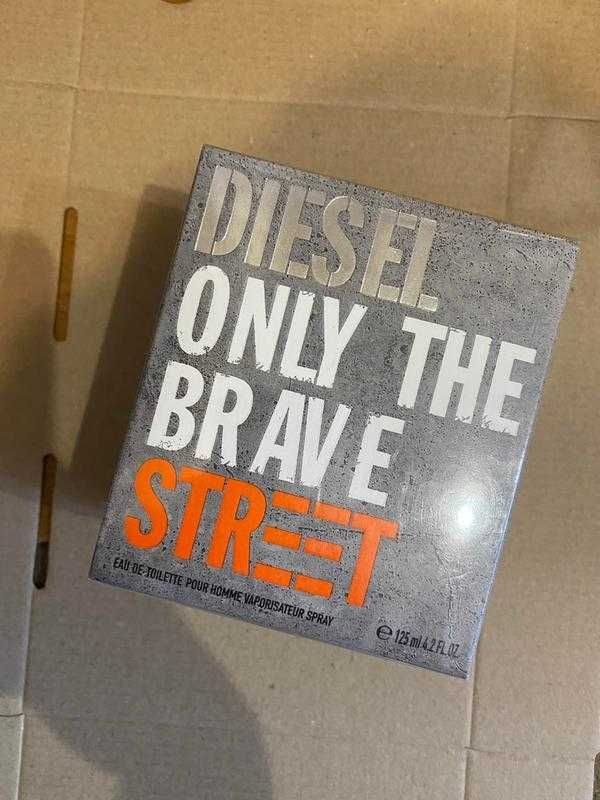 DIESEL
ONLY THE
BRAVE
STREET
EAU DE TOILETTE POUR HOMME VAPORISATEUR SPRAY
℮ 125 ml 4.2 FL.OZ.